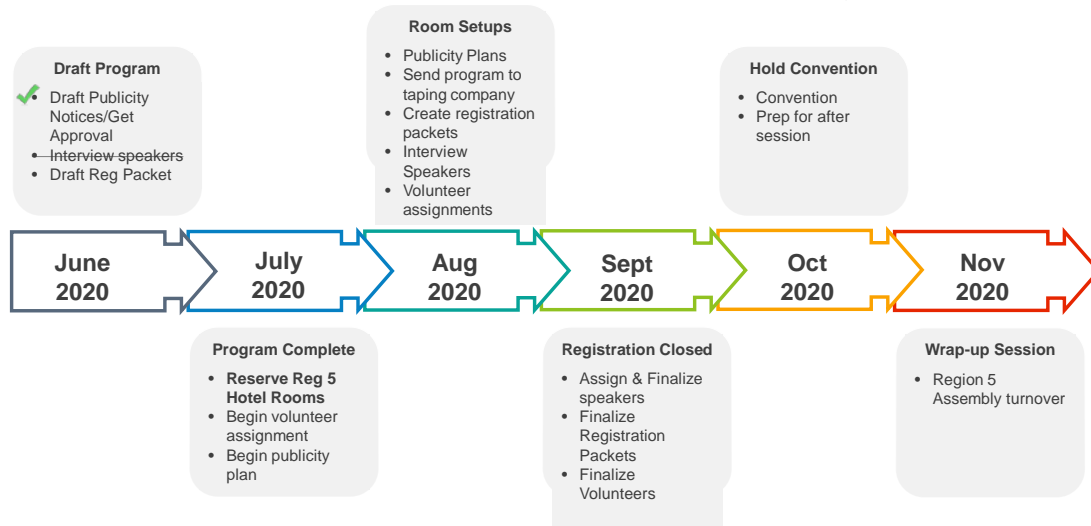 Room Setups
• Publicity Plans
• Send program to
taping company
• Create registration
packets
• Interview
Speakers
• Volunteer
assignments
Draft Program
• Draft Publicity
Notices/Get
Approval
• Interview speakers
• Draft Reg Packet
Hold Convention
• Convention
• Prep for after
session
June
2020
July
2020
Aug
2020
Sept
2020
Oct
2020
Nov
2020
Program Complete
• Reserve Reg 5
Hotel Rooms
• Begin volunteer
assignment
• Begin publicity
plan
Registration Closed
• Assign & Finalize
speakers
• Finalize
Registration
Packets
• Finalize
Volunteers
Wrap-up Session
• Region 5
Assembly turnover